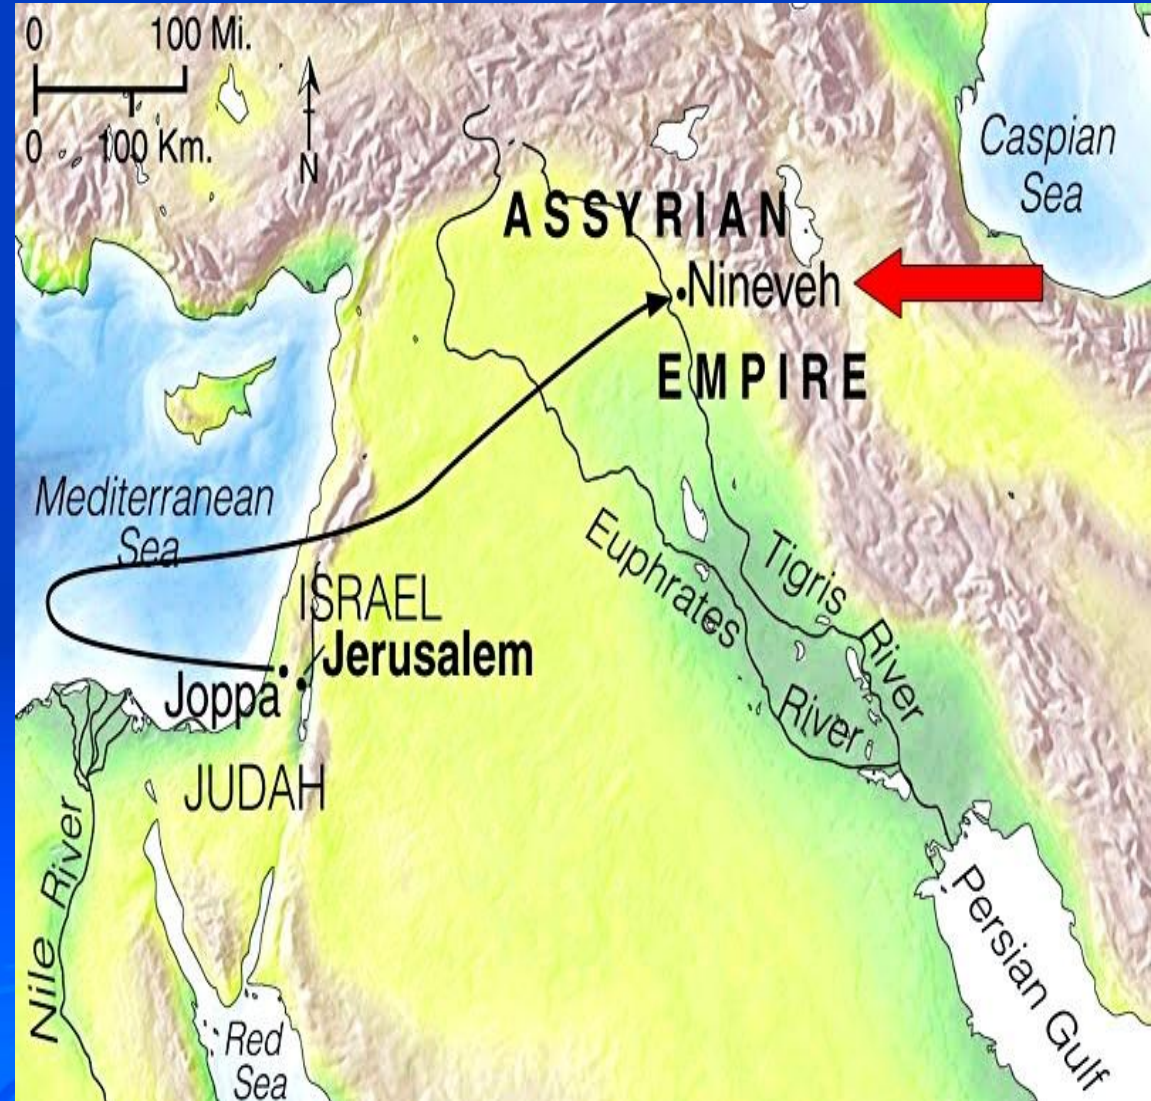 0 100 Mi.
0 100 Km.
N
Caspian
Sea
ASSYRIAN
Nineveh
EMPIRE
Mediterranean
Sea
Euphrates
River
Tigris
River
ISRAEL
Jerusalem
Joppa
JUDAH
Nile River
Red
Sea
Persian Gulf